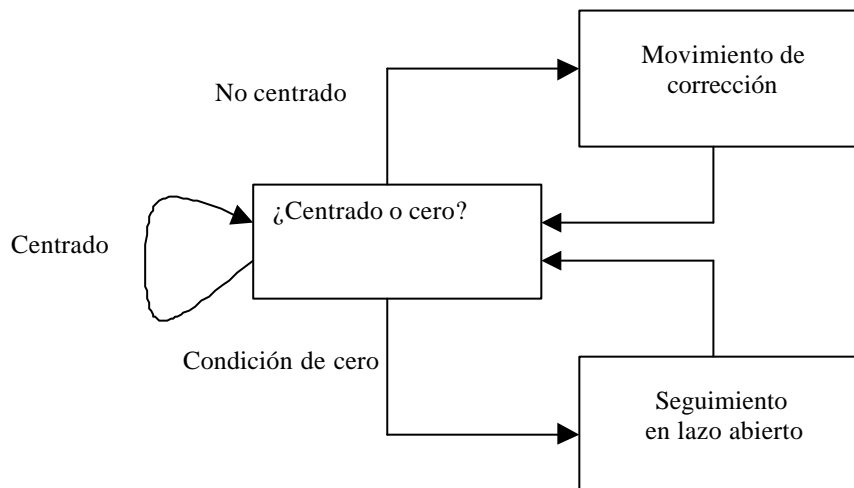 Movimiento de
corrección
No centrado
¿Centrado o cero?
Centrado
Condición de cero
Seguimiento
en lazo abierto